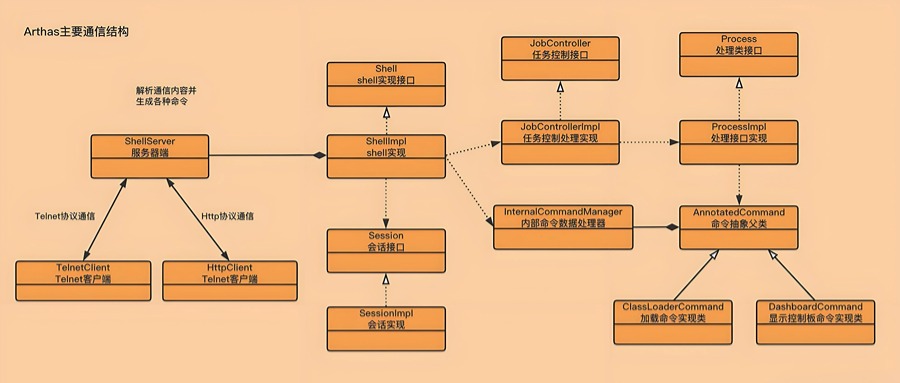 Arthas主要通信结构
解析通信内容并
生成各种命令
ShellServer
服务器端
Telnet协议通信
Http协议通信
TelnetClient
Telnet客户端
HttpClient
Telnet客户端
Shell
shell实现接口
ShellImpl
shell实现
Session
会话接口
SessionImpl
会话实现
JobController
任务控制接口
JobControllerImpl
任务控制处理实现
InternalCommandManager
内部命令数据处理器
Process
处理类接口
ProcessImpl
处理接口实现
AnnotatedCommand
命令抽象父类
ClassLoaderCommand
加载命令实现类
DashboardCommand
显示控制板命令实现类